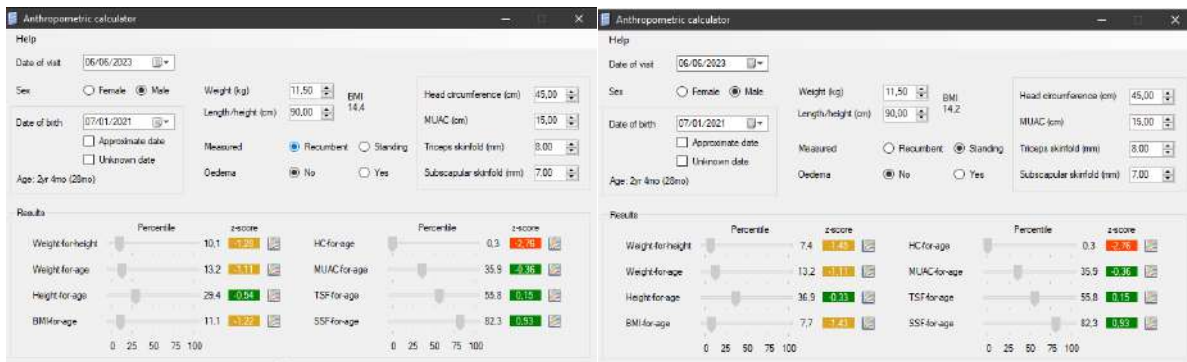 Anthropometric calculator
Help
Date of visit 06/06/2023
Sex Female Male
Weight (kg) 11,50
BMI
14.4
Length/height (cm) 90,00
Date of birth 07/01/2021
Approximate date
Unknown date
Age: 2yr 4mo (28mo)
Measured Recumbent Standing
Oedema No Yes
Head circumference (cm) 45,00
MUAC (cm) 15,00
Triceps skinfold (mm) 8.00
Subscapular skinfold (mm) 7,00
Results
Percentile z-score Percentile z-score
Weight-for-height 10,1 -1,28 HC-for-age 0,3 -2,76
Weight-for-age 13.2 -1,11 MUAC-for-age 35.9 -0,36
Height-for-age 29,4 -0,54 TSF-for-age 55.8 0,15
BMI-for-age 11.1 -1,22 SSF-for-age 82.3 0,93
0 25 50 75 100 0 25 50 75 100
Anthropometric calculator
Help
Date of visit 06/06/2023
Sex Female Male
Weight (kg) 11,50
BMI
14.2
Length/height (cm) 90,00
Date of birth 07/01/2021
Approximate date
Unknown date
Age: 2yr 4mo (28mo)
Measured Recumbent Standing
Oedema No Yes
Head circumference (cm) 45,00
MUAC (cm) 15,00
Triceps skinfold (mm) 8.00
Subscapular skinfold (mm) 7,00
Results
Percentile z-score Percentile z-score
Weight-for-height 7,4 HC-for-age 0.3 -2,76
Weight-for-age 13.2 -1,11 MUAC-for-age 35,9 -0,36
Height-for-age 36,9 -0,33 TSF-for-age 55,8 0,15
BMI-for-age 7,7 -1,43 SSF-for-age 82,3 0,93
0 25 50 75 100 0 25 50 75 100